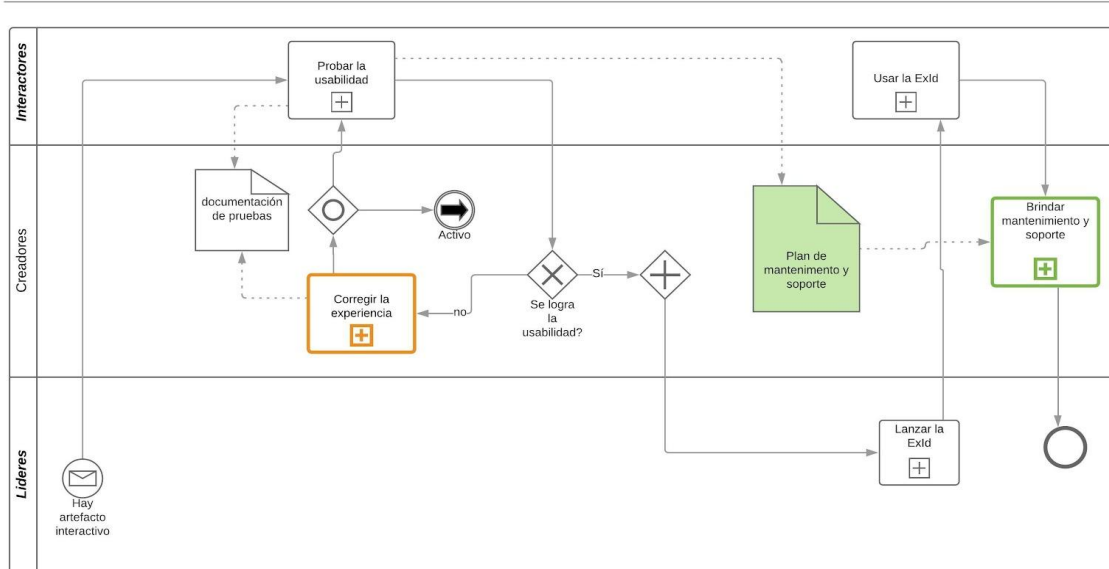 Interactores
Probar la
usabilidad
Usar la ExId
Creadores
documentación
de pruebas
Activo
Plan de
mantenimento y
soporte
Brindar
mantenimiento y
soporte
Corregir la
experiencia
no
Sí
Se logra
la
usabilidad?
Lideres
Lanzar la
ExId
Hay
artefacto
interactivo